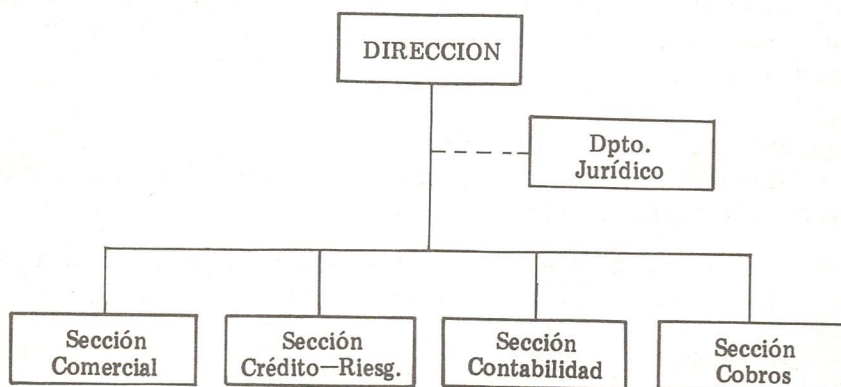 DIRECCION
Dpto.
Jurídico
Sección
Comercial
Sección
Crédito—Riesg.
Sección
Contabilidad
Sección
Cobros